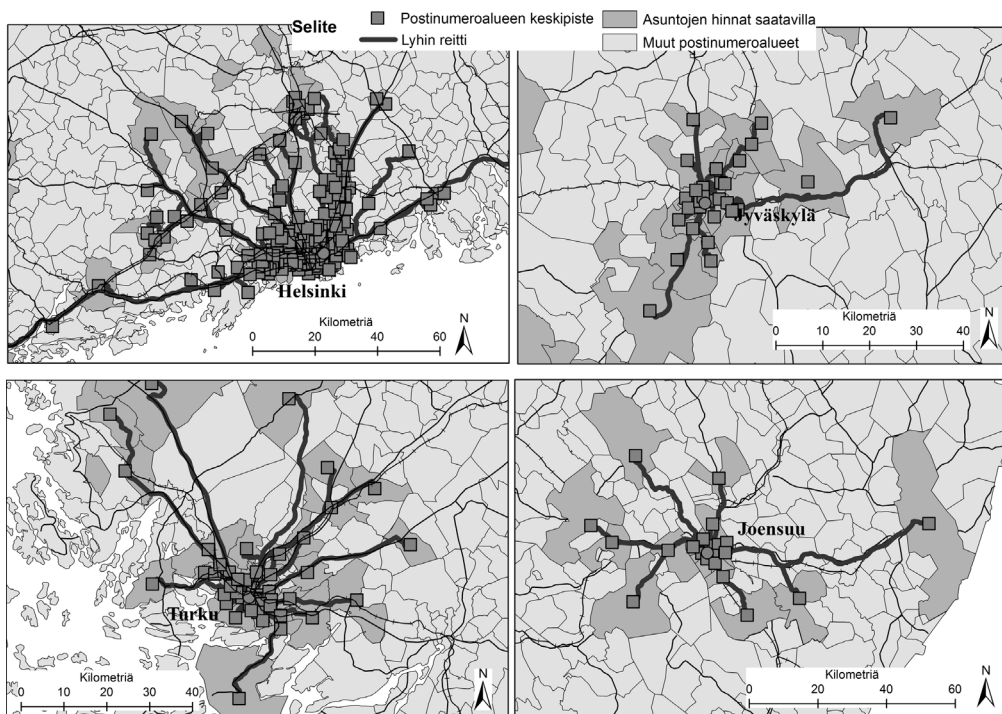 Selite
Postinumeroalueen keskipiste
Asuntojen hinnat saatavilla
Lyhin reitti
Muut postinumeroalueet
Helsinki
Kilometriä
0 20 40 60
N
Jyväskylä
Kilometriä
0 10 20 30 40
N
Turku
Kilometriä
0 10 20 30 40
N
Joensuu
Kilometriä
0 20 40 60
N